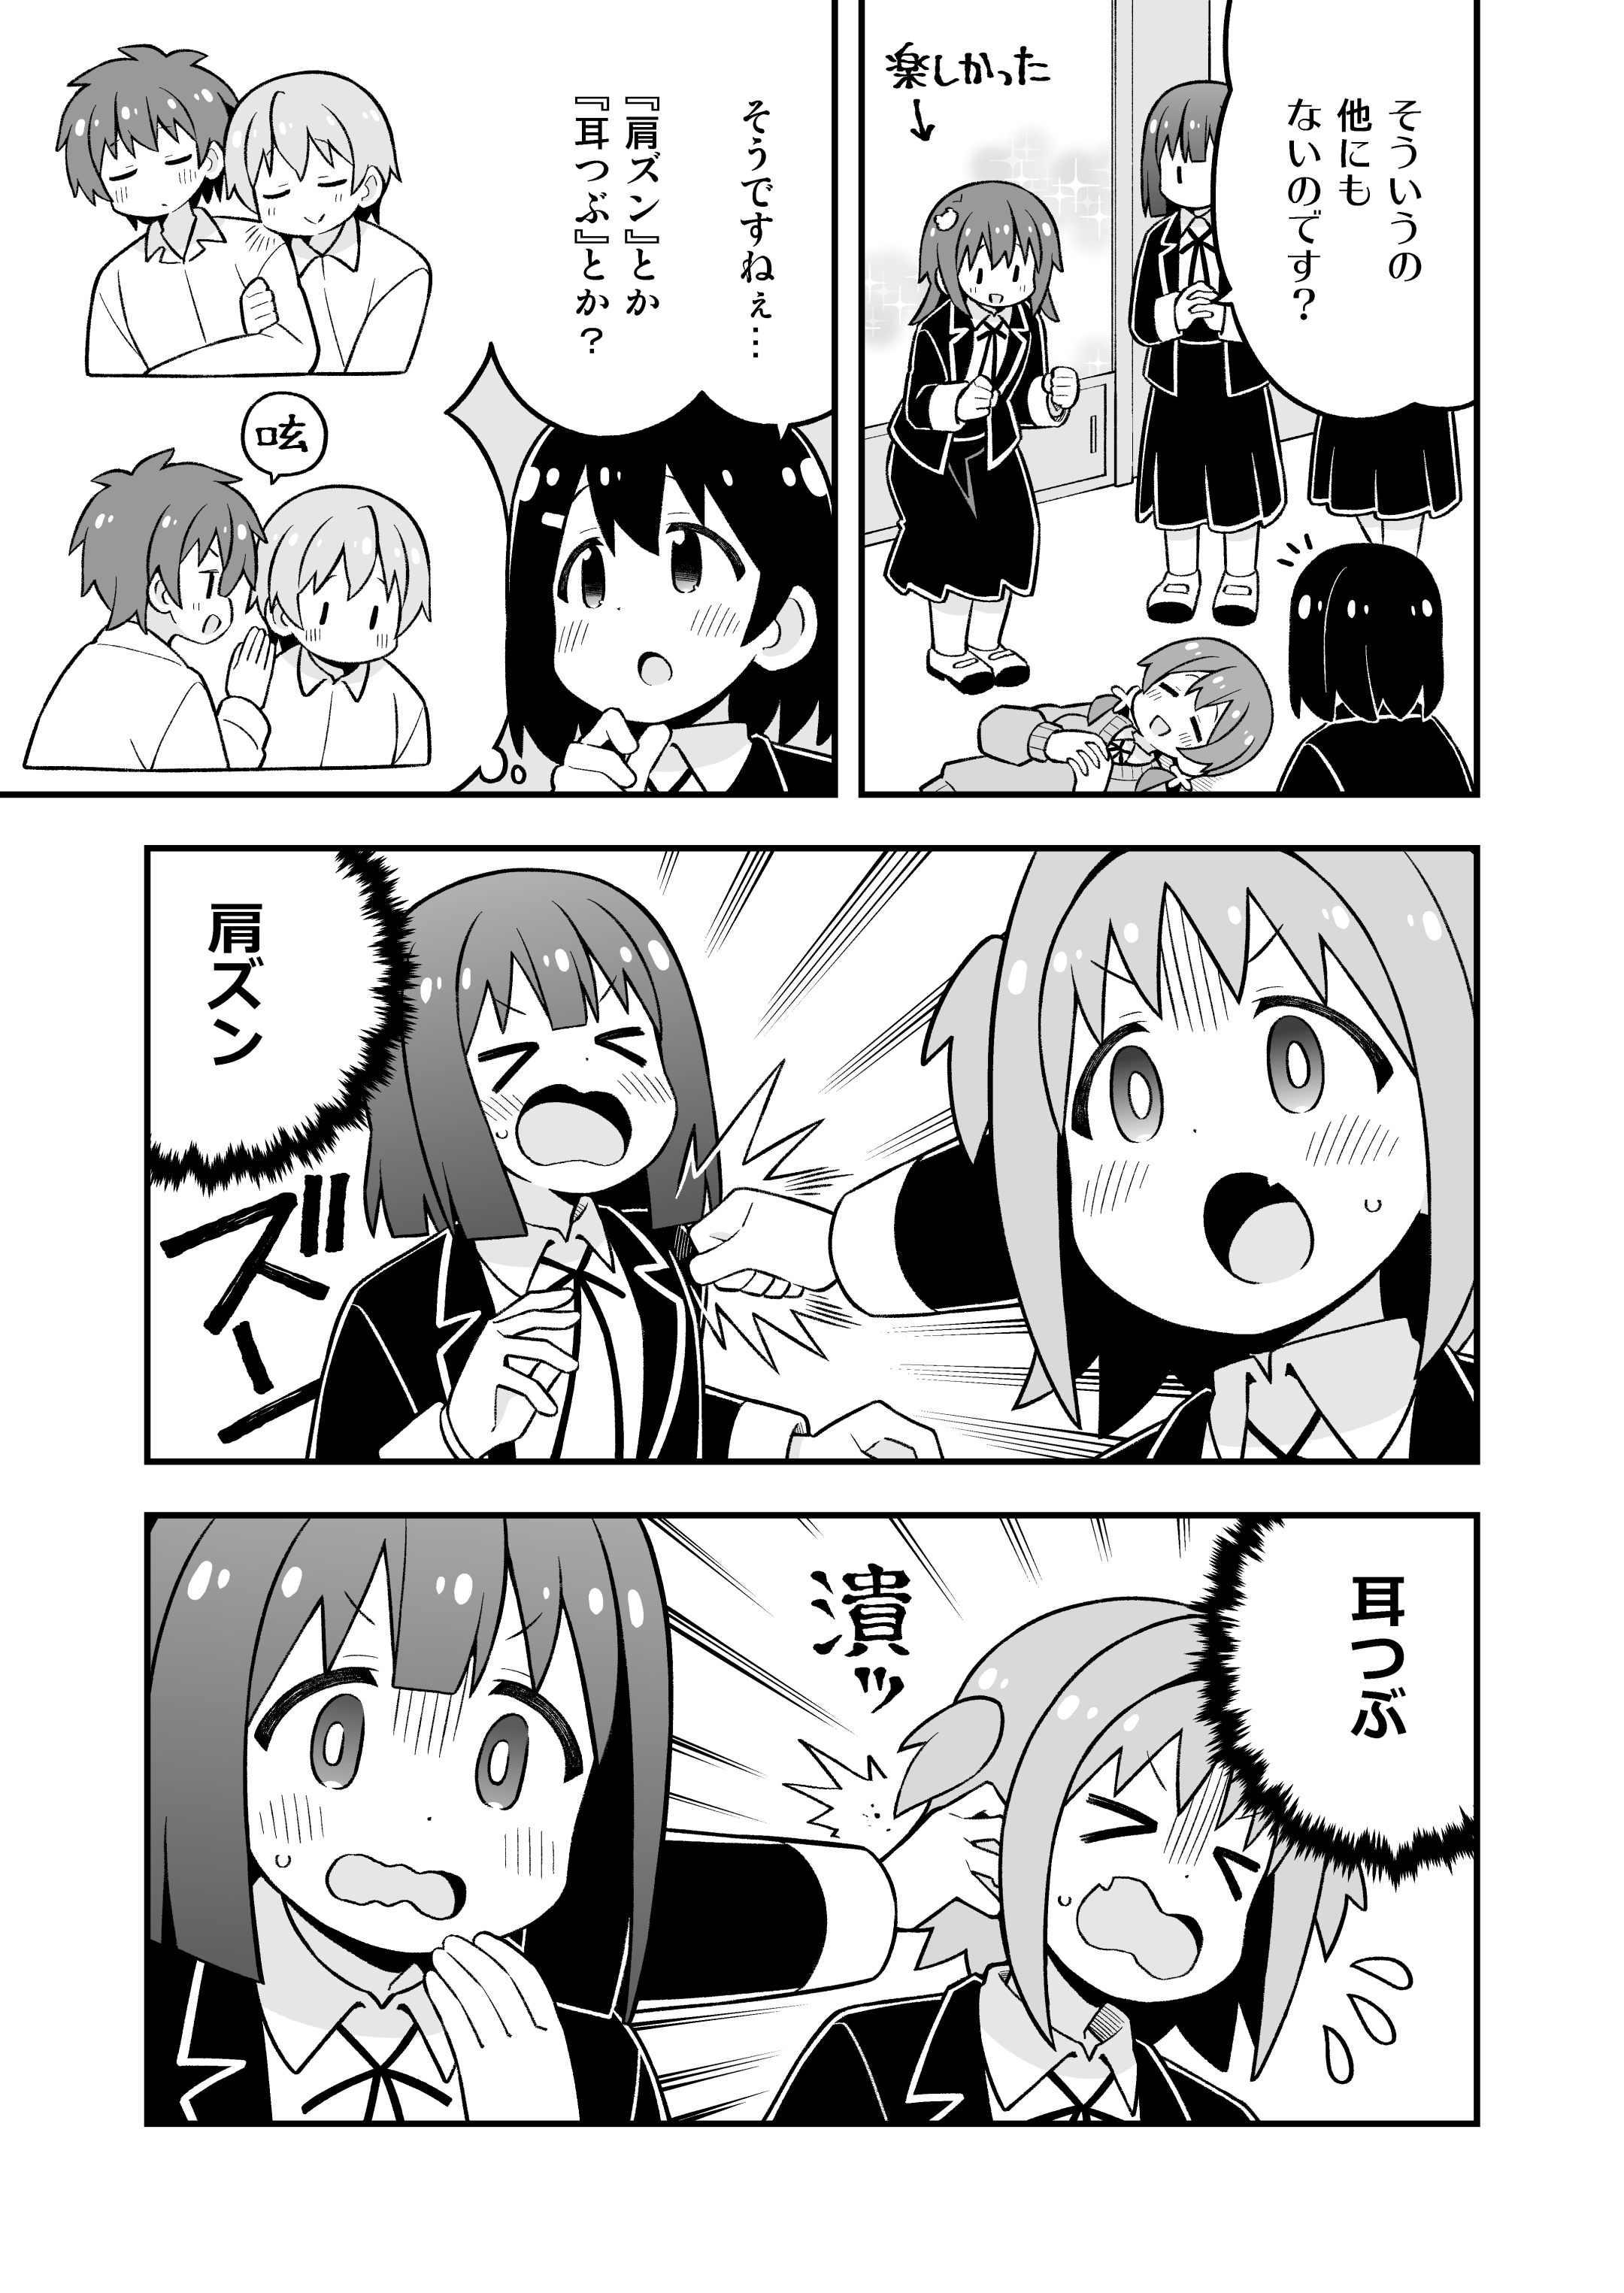 そういうの
他にも
ないのです？
楽しかった
↓
そうですねぇ…
『肩ズン』とか
『耳つぶ』とか？
呟
肩ズン
ズーン
耳つぶ
潰ッ